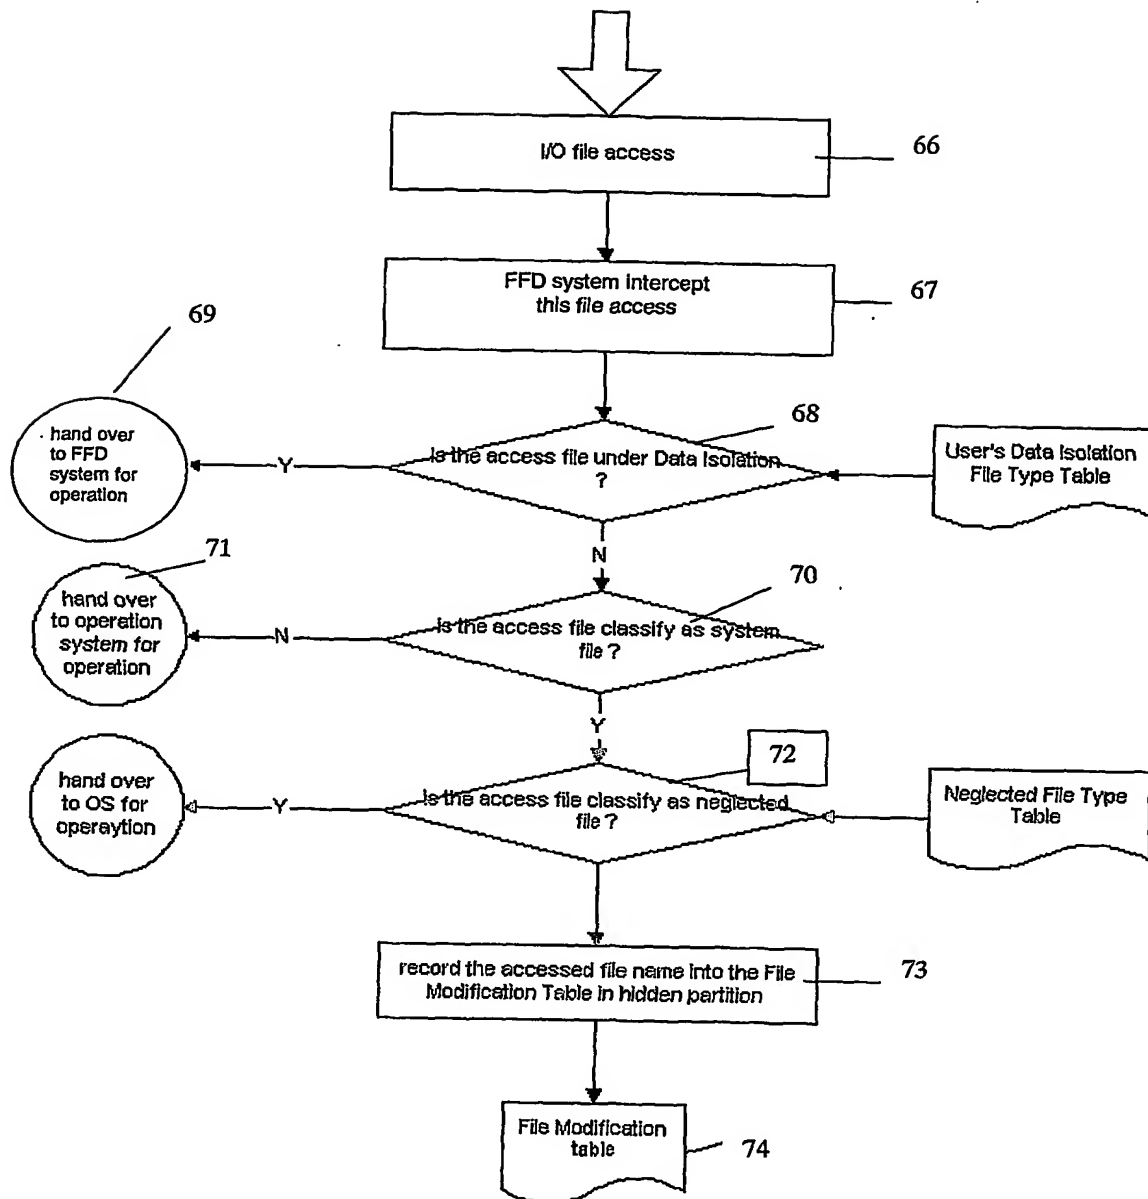 I/O file access
66
FFD system intercept
this file access
67
69
68
hand over
to FFD
system for
operation
Y
Is the access file under Data Isolation
?
User's Data Isolation
File Type Table
71
N
70
hand over
to operation
system for
operation
N
Is the access file classify as system
file ?
Y
72
hand over
to OS for
operaytion
Y
Is the access file classify as neglected
file ?
Neglected File Type
Table
record the accessed file name into the File
Modification Table in hidden partition
73
File Modification
table
74